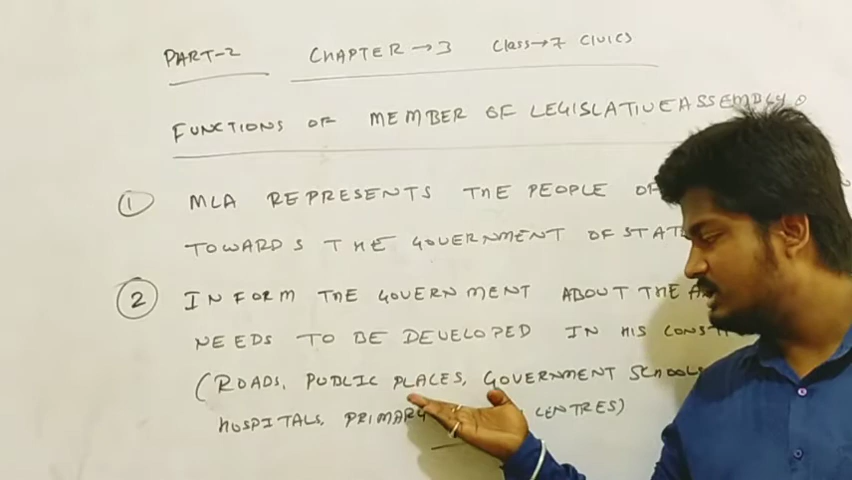 PART-2 CHAPTER → 3 Class → 7 CIVICS
FUNCTIONS OF MEMBER OF LEGISLATIVE ASSEMBLY
① MLA REPRESENTS THE PEOPLE OF
TOWARDS THE GOVERNMENT OF
② INFORM THE GOVERNMENT ABOUT THE
NEEDS TO BE DEVELOPED IN HIS
(ROADS, PUBLIC PLACES, GOVERNMENT SCHOOLS
HOSPITALS, PRIMARY CENTRES)